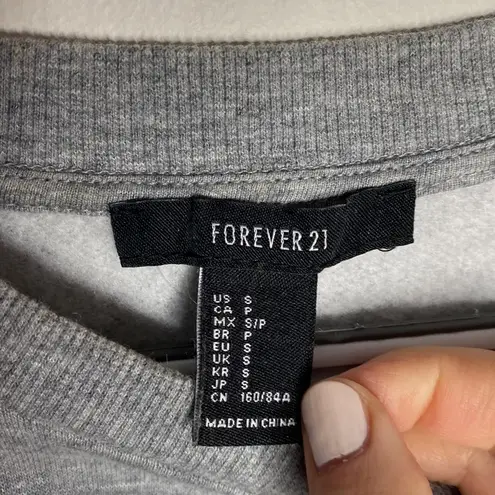 FOREVER 21
US S
CA P
MX S/P
BR P
EU S
UK S
KR S
JP S
CN 160/84A
MADE IN CHINA